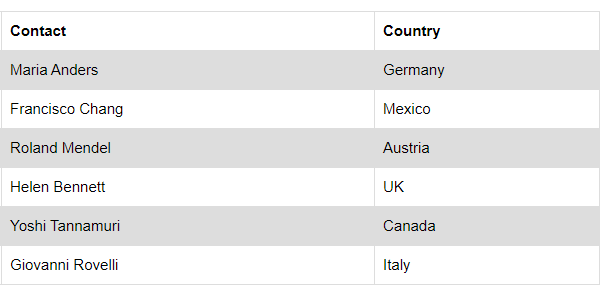 Contact Country
Maria Anders Germany
Francisco Chang Mexico
Roland Mendel Austria
Helen Bennett UK
Yoshi Tannamuri Canada
Giovanni Rovelli Italy